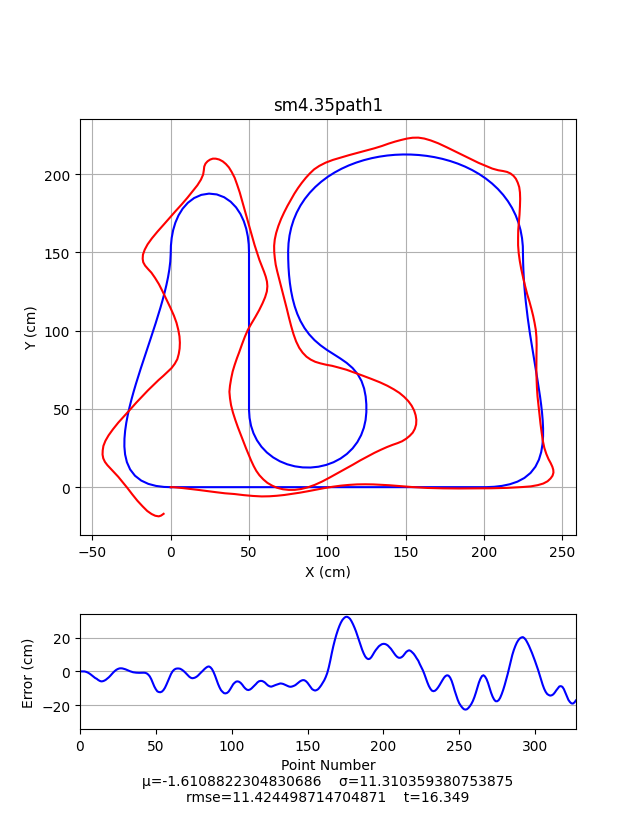 sm4.35path1
Y (cm)
200
150
100
50
0
−50 0 50 100 150 200 250
X (cm)
Error (cm)
20
0
−20
0 50 100 150 200 250 300
Point Number
μ=-1.6108822304830686 σ=11.310359380753875
rmse=11.424498714704871 t=16.349